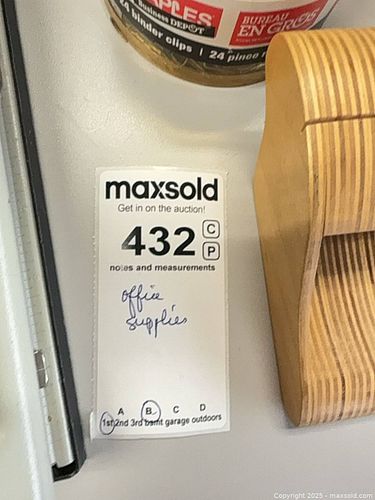 STAPLES
Business DEPOT
BUREAU
EN GROS
24 binder clips | 24 pince
maxsold
Get in on the auction!
432 C
P
notes and measurements
office
supplies
A B C D
1st 2nd 3rd bsmt garage outdoors
Copyright 2025 - maxsold.com